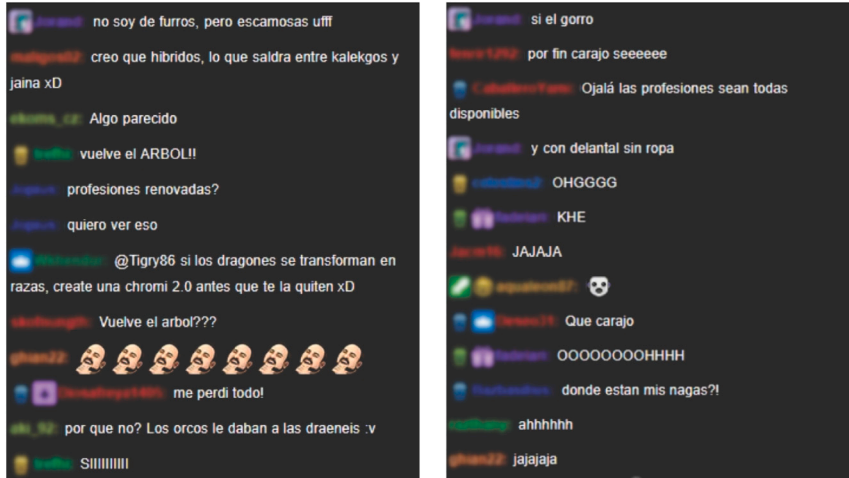 no soy de furros, pero escamosas ufff
creo que hibridos, lo que saldra entre kalekgos y
jaina xD
Algo parecido
vuelve el ARBOL!!
profesiones renovadas?
quiero ver eso
@Tigry86 si los dragones se transforman en
razas, create una chromi 2.0 antes que te la quiten xD
Vuelve el arbol???
ghian22:
me perdi todo!
por que no? Los orcos le daban a las draeneis :v
SIIIIIIIII
si el gorro
por fin carajo seeeeee
Ojalá las profesiones sean todas
disponibles
y con delantal sin ropa
OHGGGG
KHE
JAJAJA
Que carajo
OOOOOOOOHHHH
donde estan mis nagas?!
ahhhhhh
ghian22: jajajaja